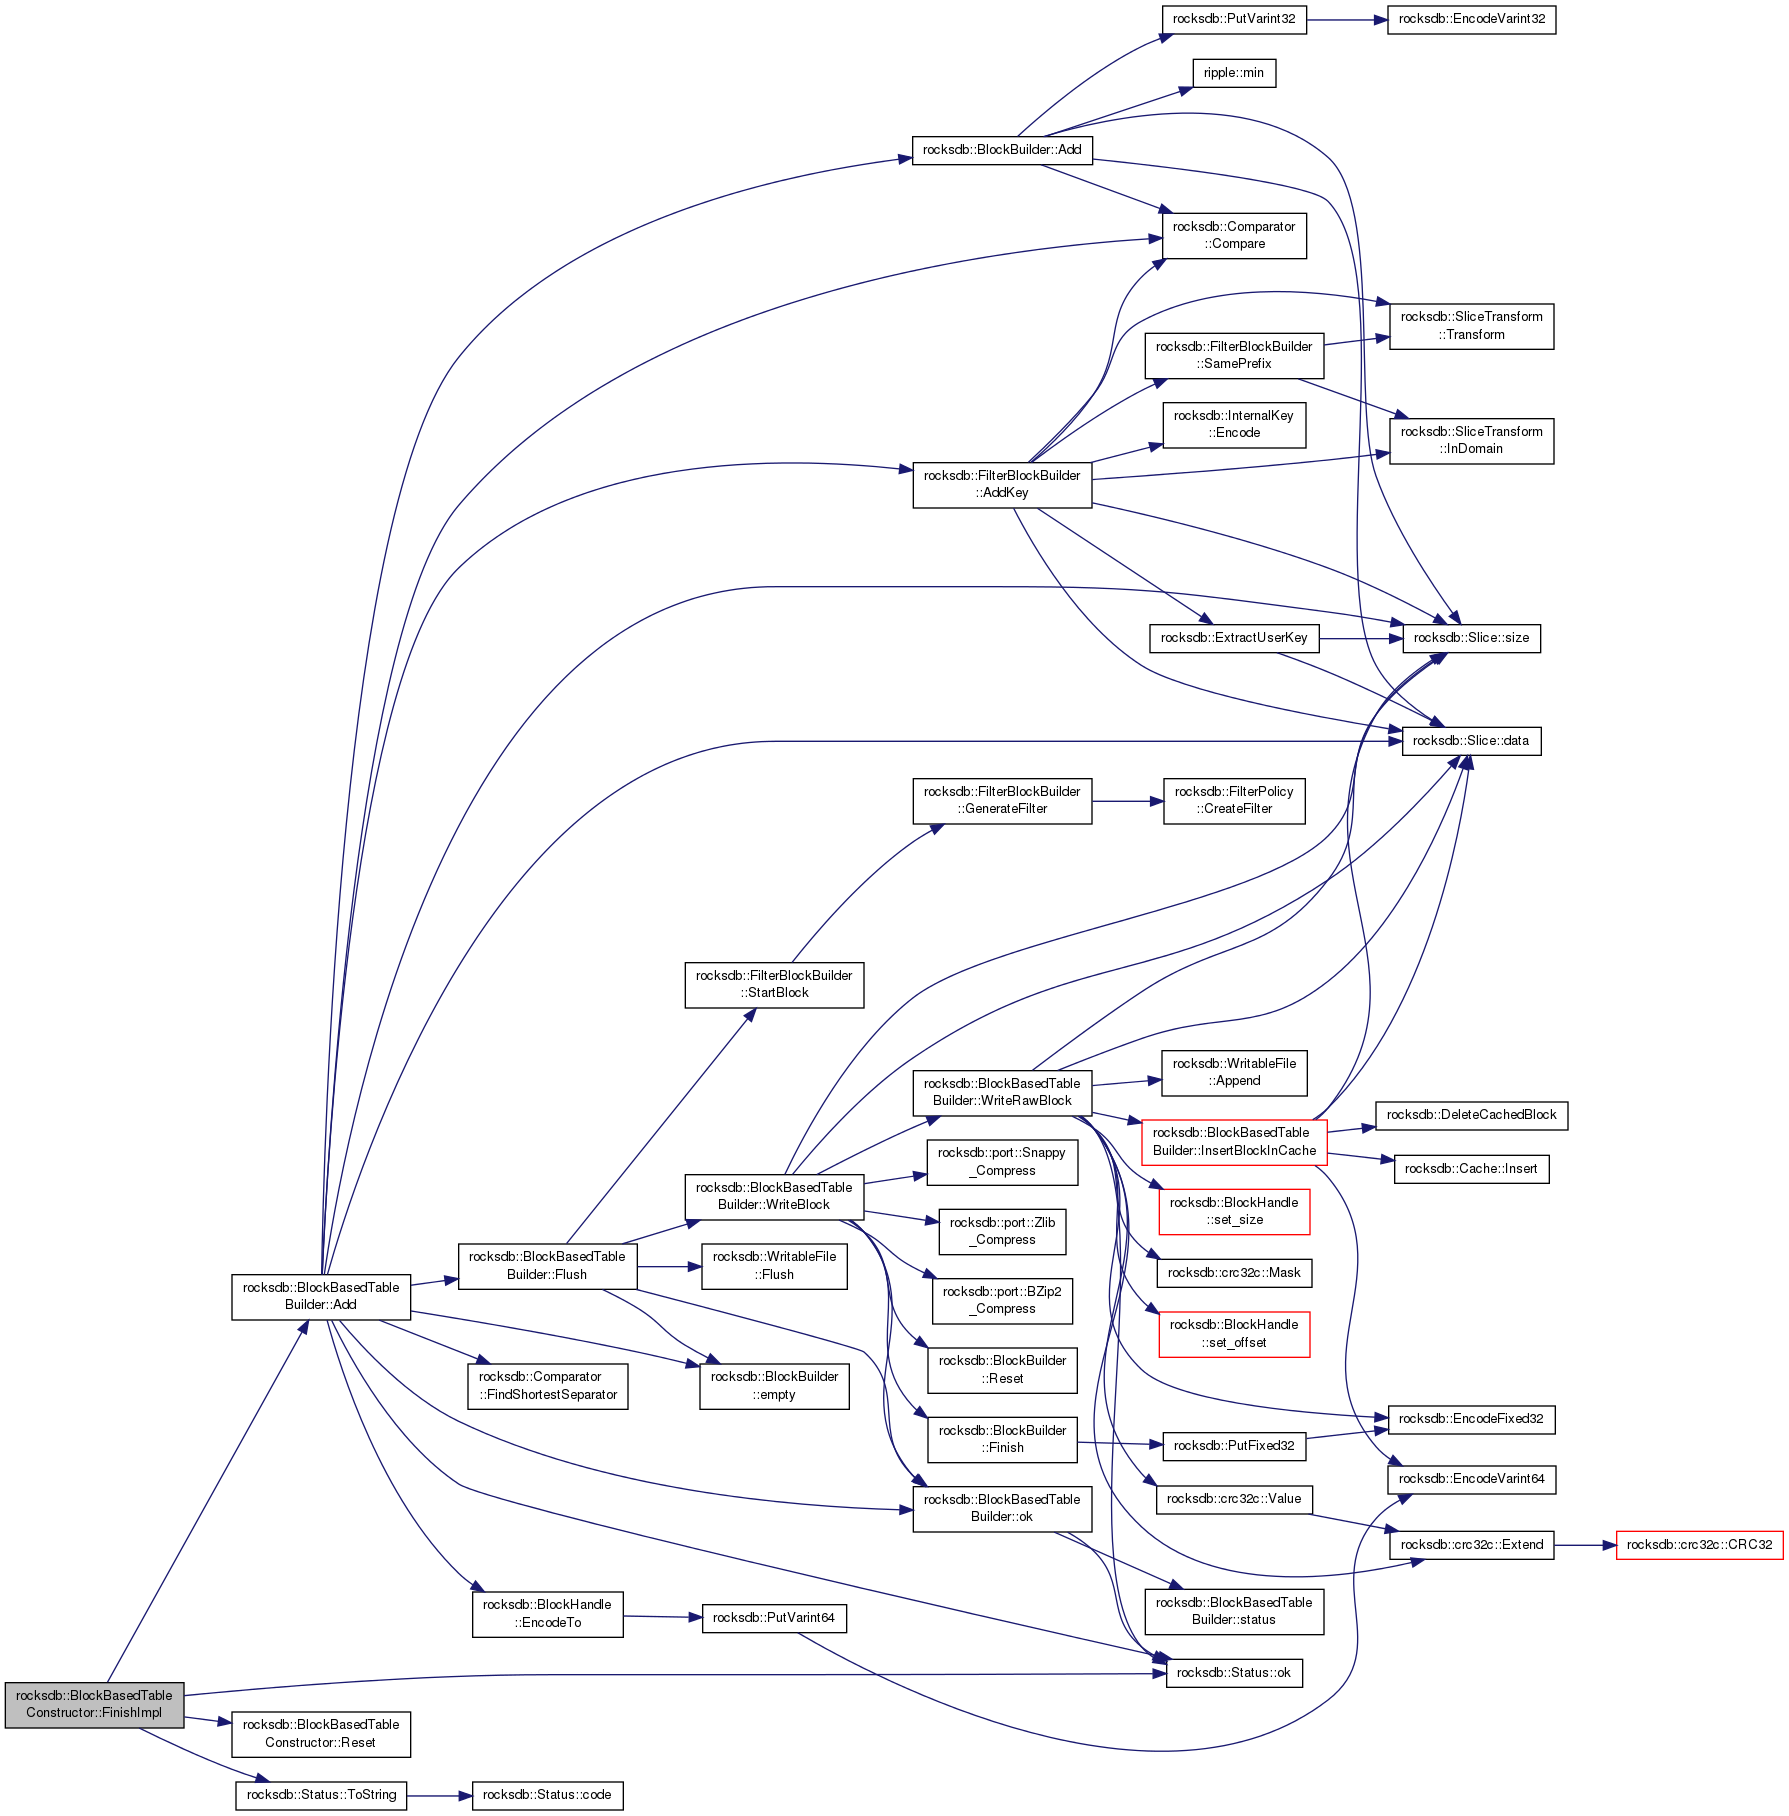 rocksdb::PutVarint32
rocksdb::EncodeVarint32
ripple::min
rocksdb::BlockBuilder::Add
rocksdb::Comparator
::Compare
rocksdb::SliceTransform
::Transform
rocksdb::FilterBlockBuilder
::SamePrefix
rocksdb::InternalKey
::Encode
rocksdb::SliceTransform
::InDomain
rocksdb::FilterBlockBuilder
::AddKey
rocksdb::ExtractUserKey
rocksdb::Slice::size
rocksdb::Slice::data
rocksdb::FilterBlockBuilder
::GenerateFilter
rocksdb::FilterPolicy
::CreateFilter
rocksdb::FilterBlockBuilder
::StartBlock
rocksdb::WritableFile
::Append
rocksdb::BlockBasedTable
Builder::WriteRawBlock
rocksdb::DeleteCachedBlock
rocksdb::BlockBasedTable
Builder::InsertBlockInCache
rocksdb::Cache::Insert
rocksdb::port::Snappy
_Compress
rocksdb::BlockBasedTable
Builder::WriteBlock
rocksdb::BlockHandle
::set_size
rocksdb::port::Zlib
_Compress
rocksdb::BlockBasedTable
Builder::Flush
rocksdb::WritableFile
::Flush
rocksdb::crc32c::Mask
rocksdb::BlockBasedTable
Builder::Add
rocksdb::port::BZip2
_Compress
rocksdb::BlockHandle
::set_offset
rocksdb::BlockBuilder
::Reset
rocksdb::Comparator
::FindShortestSeparator
rocksdb::BlockBuilder
::empty
rocksdb::EncodeFixed32
rocksdb::BlockBuilder
::Finish
rocksdb::PutFixed32
rocksdb::EncodeVarint64
rocksdb::crc32c::Value
rocksdb::BlockBasedTable
Builder::ok
rocksdb::crc32c::Extend
rocksdb::crc32c::CRC32
rocksdb::BlockHandle
::EncodeTo
rocksdb::PutVarint64
rocksdb::BlockBasedTable
Builder::status
rocksdb::Status::ok
rocksdb::BlockBasedTable
Constructor::FinishImpl
rocksdb::BlockBasedTable
Constructor::Reset
rocksdb::Status::ToString
rocksdb::Status::code